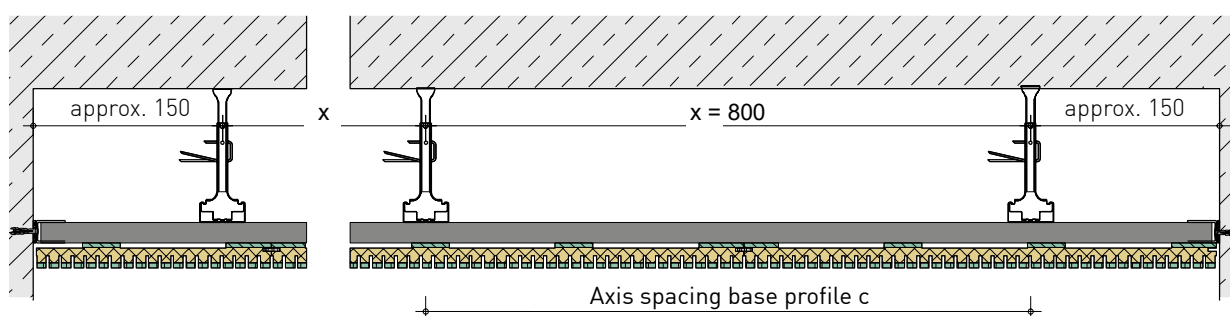 approx. 150
x
x = 800
approx. 150
Axis spacing base profile c